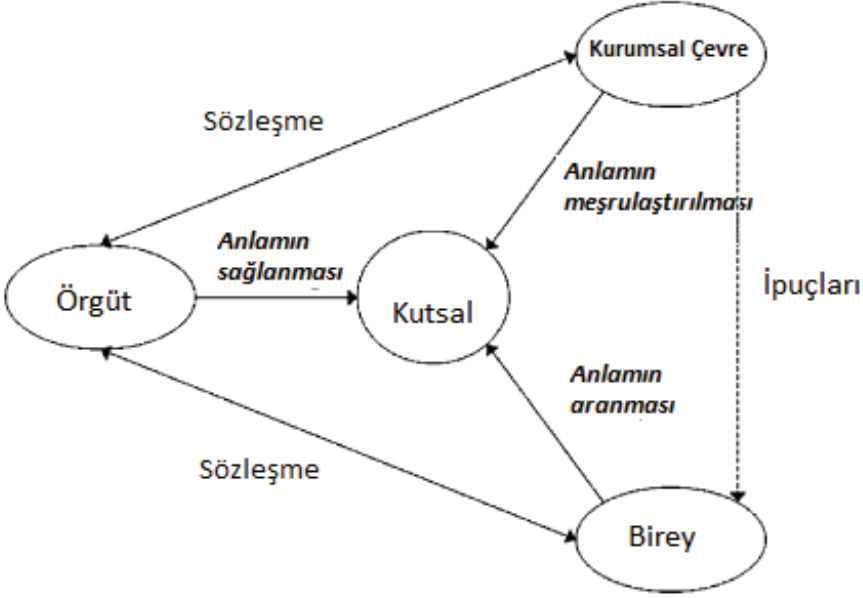 Kurumsal Çevre
Sözleşme
Anlamın
meşrulaştırılması
Anlamın
sağlanması
Örgüt
Kutsal
İpuçları
Anlamın
aranması
Sözleşme
Birey